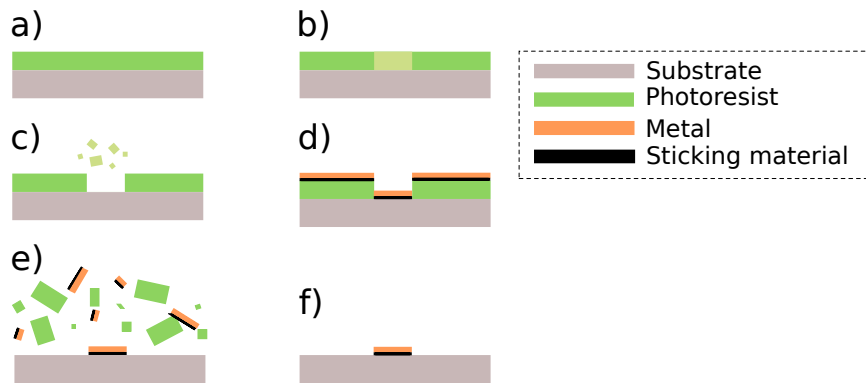 a)
b)
Substrate
Photoresist
Metal
Sticking material
c)
d)
e)
f)